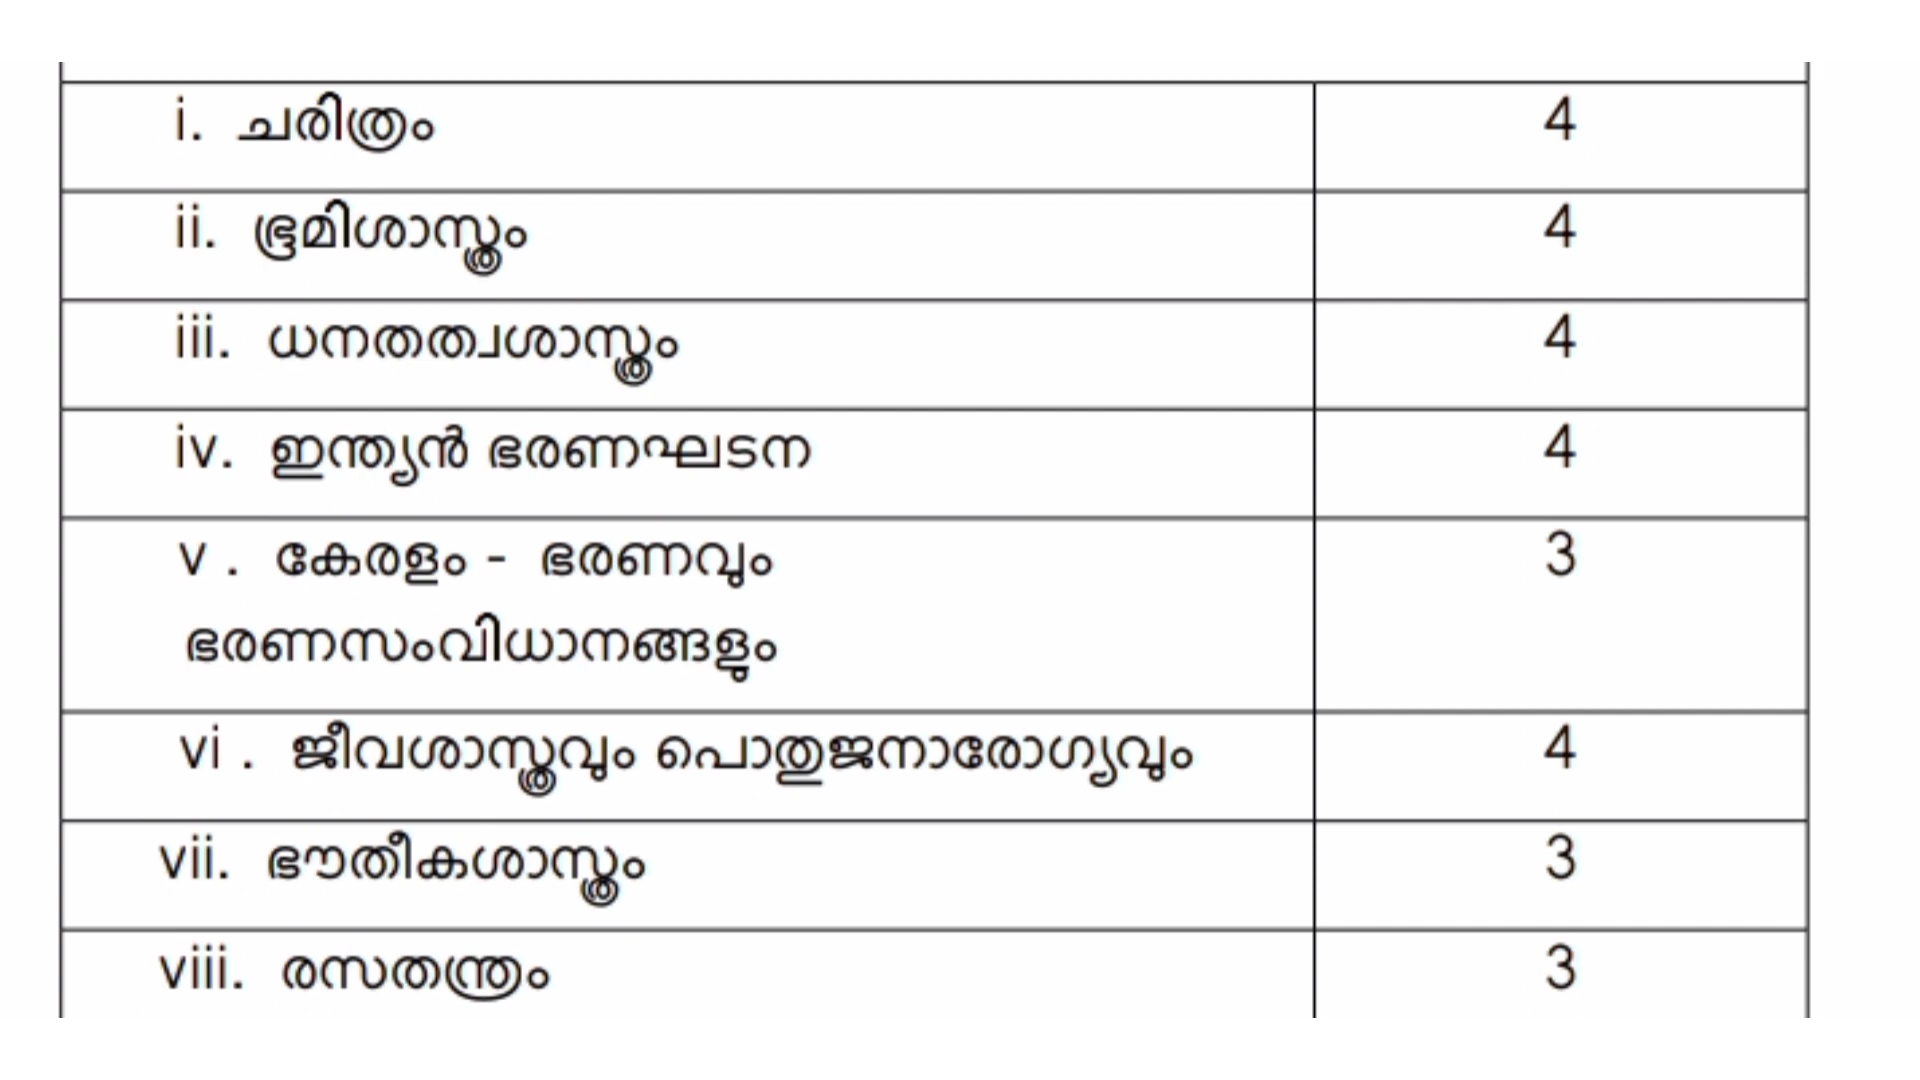 i. ചരിത്രം 4
ii. ഭൂമിശാസ്ത്രം 4
iii. ധനതത്വശാസ്ത്രം 4
iv. ഇന്ത്യൻ ഭരണഘടന 4
v . കേരളം - ഭരണവും 3
ഭരണസംവിധാനങ്ങളും
vi . ജീവശാസ്ത്രവും പൊതുജനാരോഗ്യവും 4
vii. ഭൗതീകശാസ്ത്രം 3
viii. രസതന്ത്രം 3